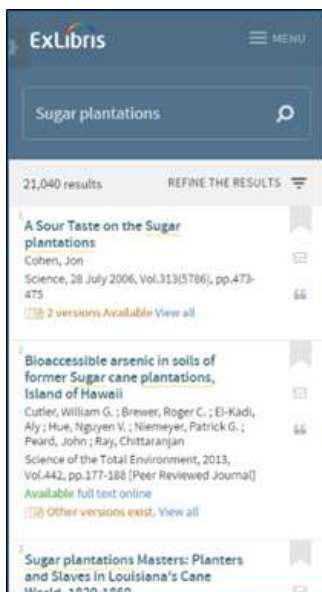 ExLibris
MENU
Sugar plantations
21,040 results REFINE THE RESULTS
1
A Sour Taste on the Sugar
plantations
Cohen, Jon
Science, 28 July 2006, Vol.313(5786), pp.473-
475
2 versions Available View all
2
Bioaccessible arsenic in soils of
former Sugar cane plantations,
Island of Hawaii
Cutler, William G. ; Brewer, Roger C. ; El-Kadi,
Aly ; Hue, Nguyen V. ; Niemeyer, Patrick G. ;
Peard, John ; Ray, Chittaranjan
Science of the Total Environment, 2013,
Vol.442, pp.177-188 [Peer Reviewed Journal]
Available full text online
Other versions exist. View all
3
Sugar plantations Masters: Planters
and Slaves in Louisiana's Cane
World, 1820-1860